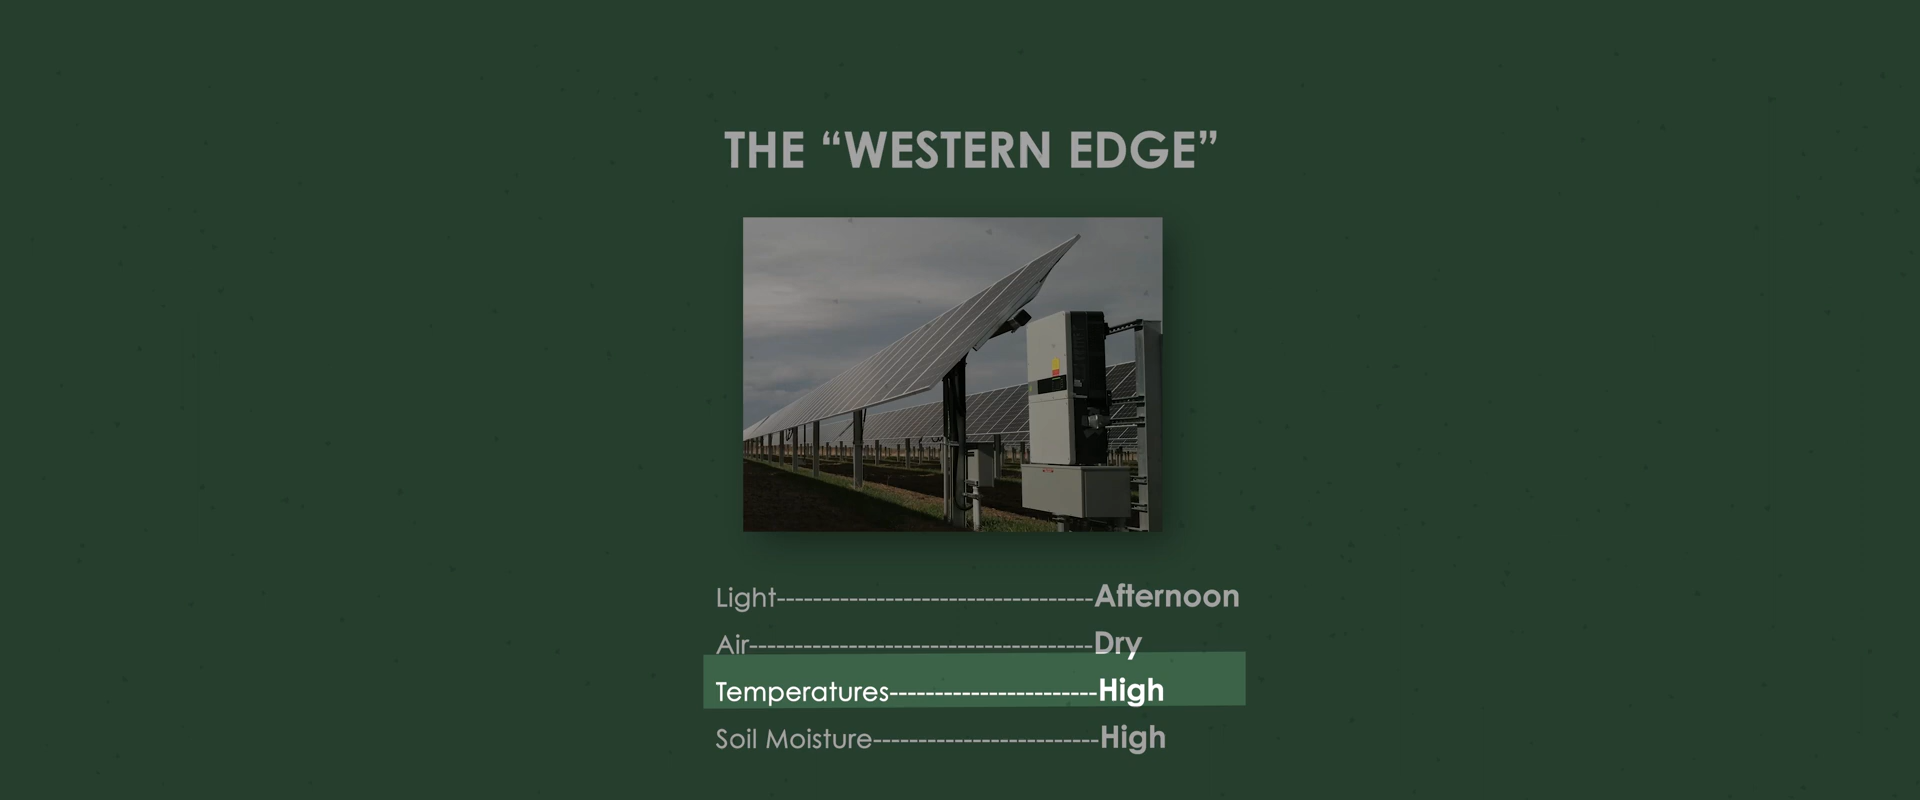 THE “WESTERN EDGE”
Light-----------------------------------Afternoon
Air--------------------------------------Dry
Temperatures-----------------------High
Soil Moisture-------------------------High